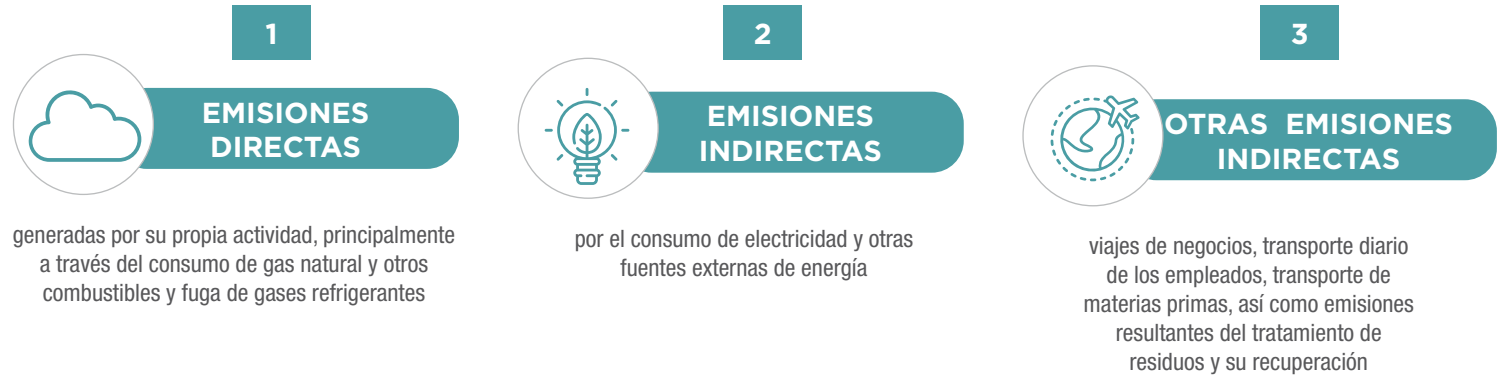 1
EMISIONES
DIRECTAS
generadas por su propia actividad, principalmente
a través del consumo de gas natural y otros
combustibles y fuga de gases refrigerantes
2
EMISIONES
INDIRECTAS
por el consumo de electricidad y otras
fuentes externas de energía
3
OTRAS EMISIONES
INDIRECTAS
viajes de negocios, transporte diario
de los empleados, transporte de
materias primas, así como emisiones
resultantes del tratamiento de
residuos y su recuperación